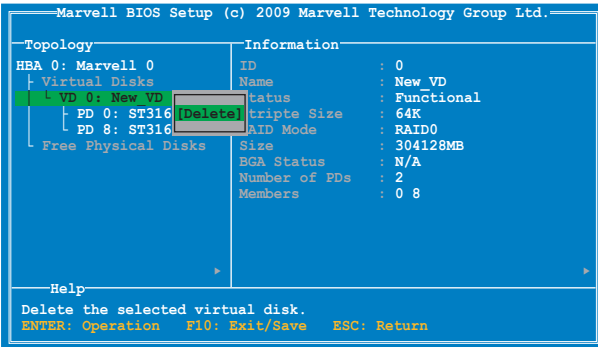 Marvell BIOS Setup (c) 2009 Marvell Technology Group Ltd.
Topology
HBA 0: Marvell 0
Virtual Disks
VD 0: New VD
PD 0: ST316
PD 8: ST316
Free Physical Disks
[Delete]
Information
ID : 0
Name : New_VD
tatus : Functional
tripte Size : 64K
AID Mode : RAID0
Size : 304128MB
BGA Status : N/A
Number of PDs : 2
Members : 0 8
Help
Delete the selected virtual disk.
ENTER: Operation F10: Exit/Save ESC: Return